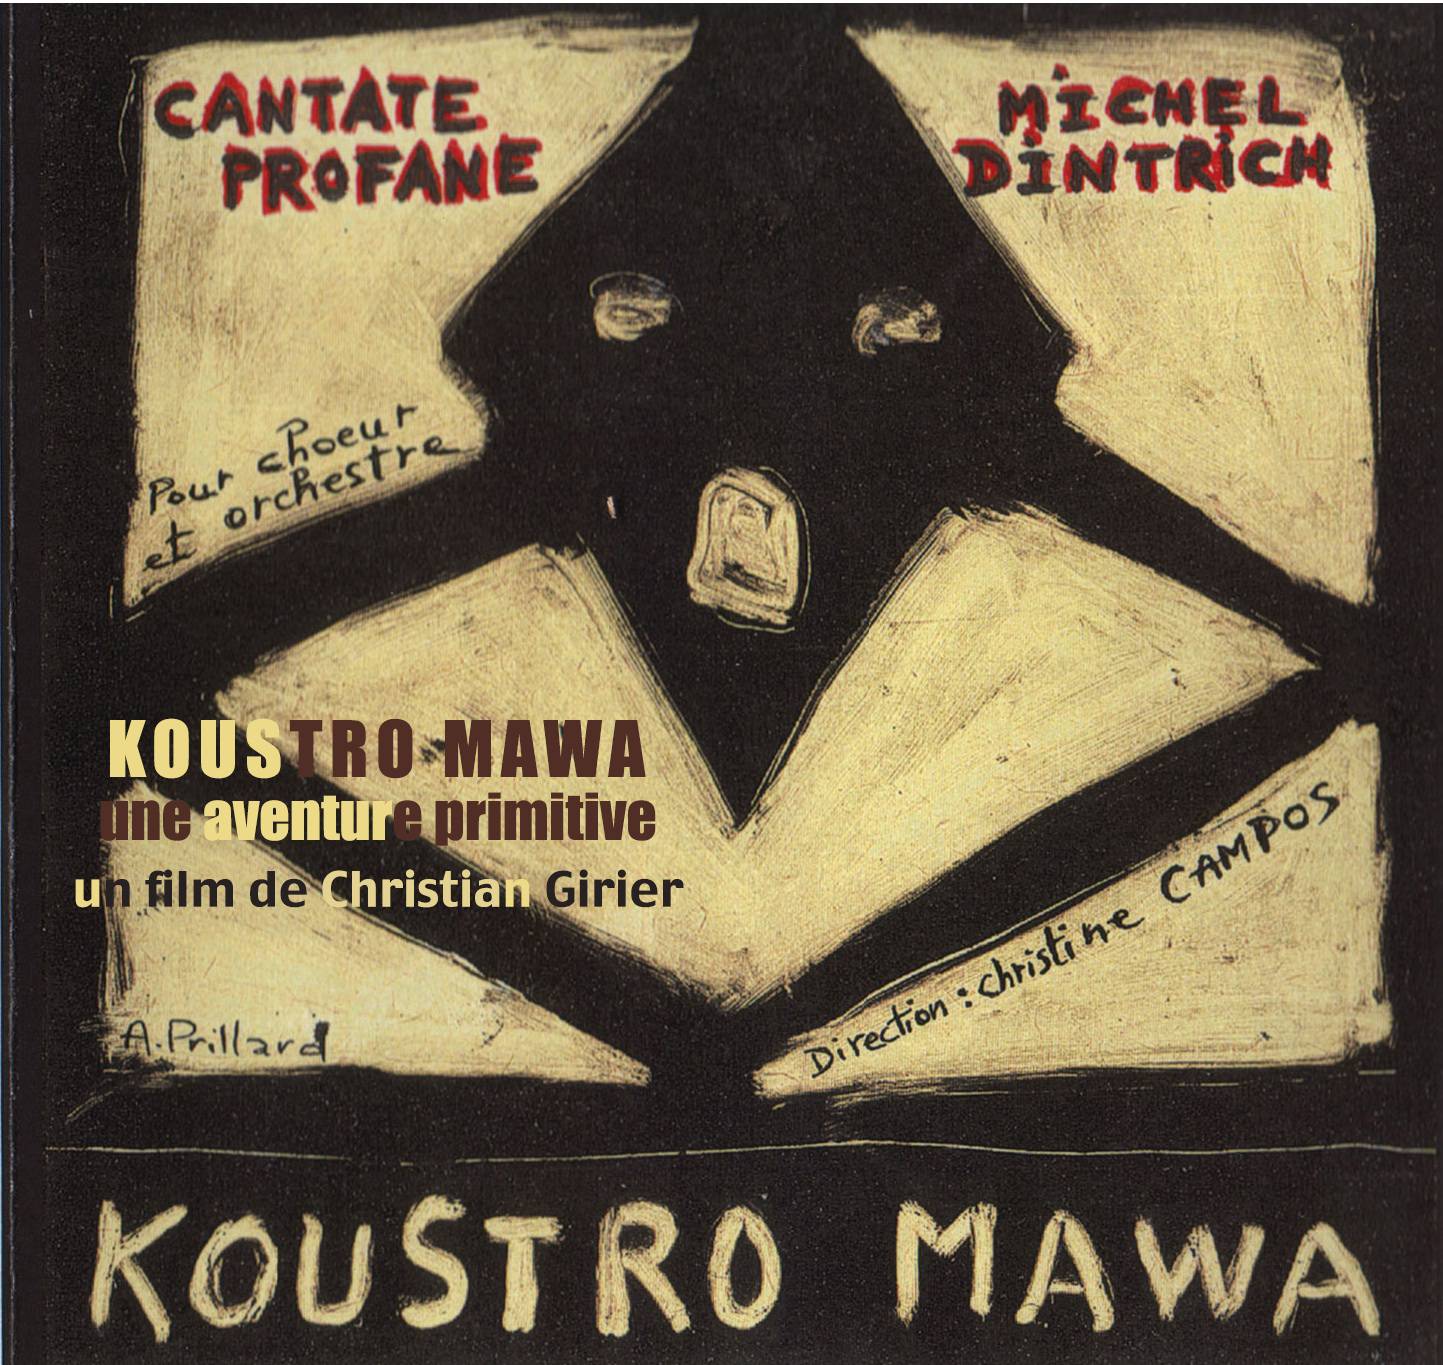 CANTATE
PROFANE
MICHEL
DINTRICH
Pour choeur
et orchestre
KOUSTRO MAWA
une aventure primitive
un film de Christian Girier
Direction : christine CAMPOS
A.Prillard
KOUSTRO MAWA